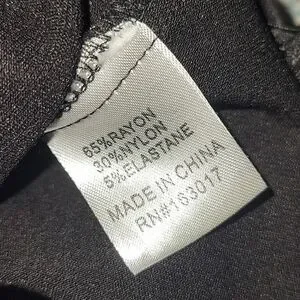 65%RAYON
30%NYLON
5%ELASTANE
MADE IN CHINA
RN#163017